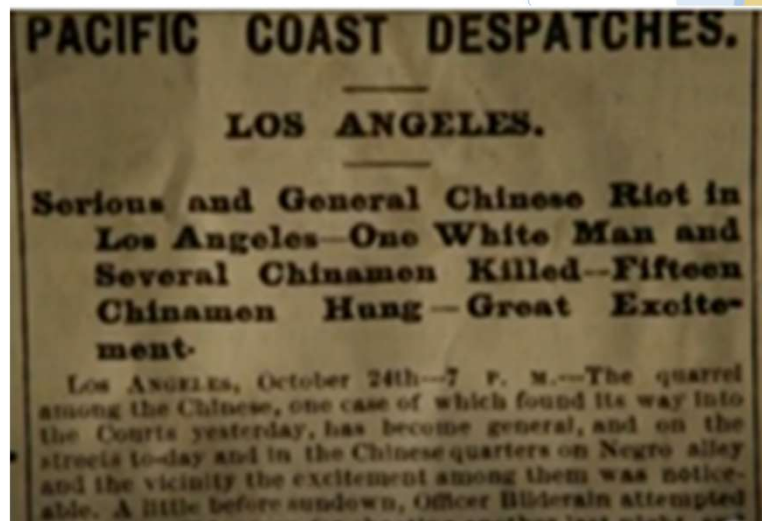 PACIFIC COAST DESPATCHES.
LOS ANGELES.
Serious and General Chinese Riot in
Los Angeles—One White Man and
Several Chinamen Killed—Fifteen
Chinamen Hung—Great Excite-
ment.
LOS ANGELES, October 24th—7 P. M.—The quarrel
among the Chinese, one case of which found its way into
the Courts yesterday, has become general, and on the
streets to-day and in the Chinese quarters on Negro alley
and the vicinity the excitement among them was notice-
able. A little before sundown, Officer Bilderain attempted